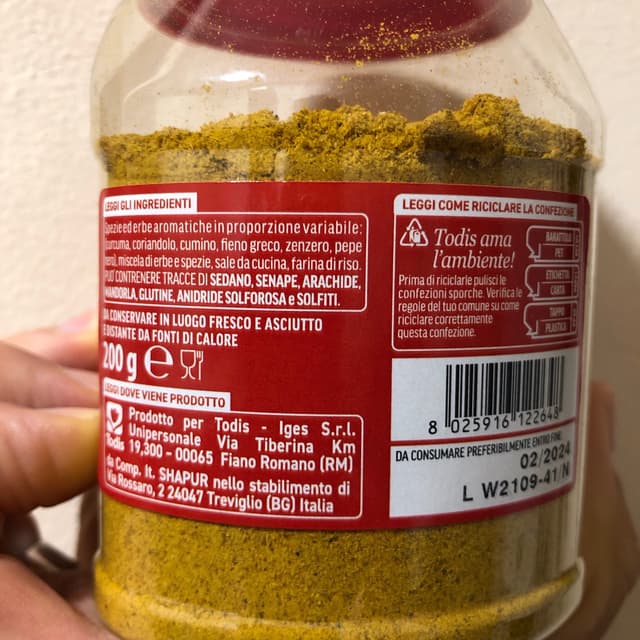 LEGGI GLI INGREDIENTI
Spezie ed erbe aromatiche in proporzione variabile:
curcuma, coriandolo, cumino, fieno greco, zenzero, pepe
nero), miscela di erbe e spezie, sale da cucina, farina di riso.
PUÒ CONTRENERE TRACCE DI SEDANO, SENAPE, ARACHIDE,
MANDORLA, GLUTINE, ANIDRIDE SOLFOROSA e SOLFITI.
DA CONSERVARE IN LUOGO FRESCO E ASCIUTTO
E DISTANTE DA FONTI DI CALORE
200 g e
LEGGI DOVE VIENE PRODOTTO
Todis
Prodotto per Todis - Iges S.r.l.
Unipersonale Via Tiberina Km
19,300 - 00065 Fiano Romano (RM)
da Comp. It. SHAPUR nello stabilimento di
Via Rossaro, 2 24047 Treviglio (BG) Italia
LEGGI COME RICICLARE LA CONFEZIONE
Todis ama
l'ambiente!
Prima di riciclarle pulisci le
confezioni sporche. Verifica le
regole del tuo comune su come
riciclare correttamente
questa confezione.
BARATTOLO
PET
ETICHETTA
CARTA
TAPPO
PLASTICA
8 025916 122648
DA CONSUMARE PREFERIBILMENTE ENTRO FINE
02/2024
L W2109-41/N